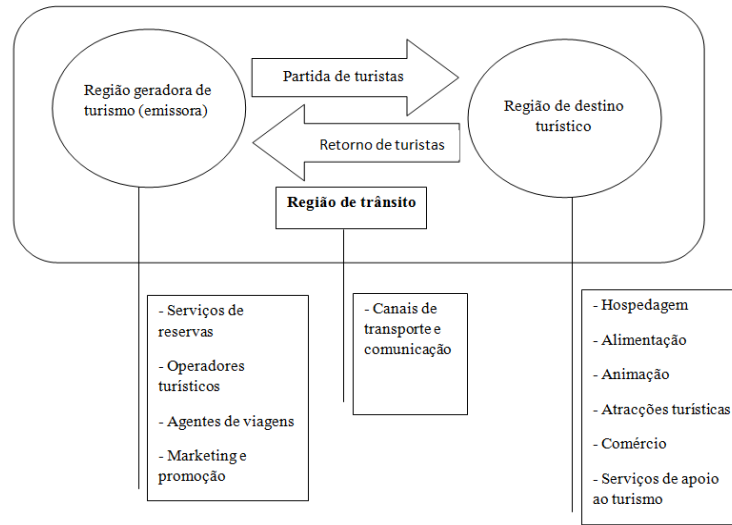 Região geradora de
turismo (emissora)
Partida de turistas
Região de destino
turístico
Retorno de turistas
Região de trânsito
- Serviços de
reservas
- Operadores
turísticos
- Agentes de viagens
- Marketing e
promoção
- Canais de
transporte e
comunicação
- Hospedagem
- Alimentação
- Animação
- Atracções turísticas
- Comércio
- Serviços de apoio
ao turismo